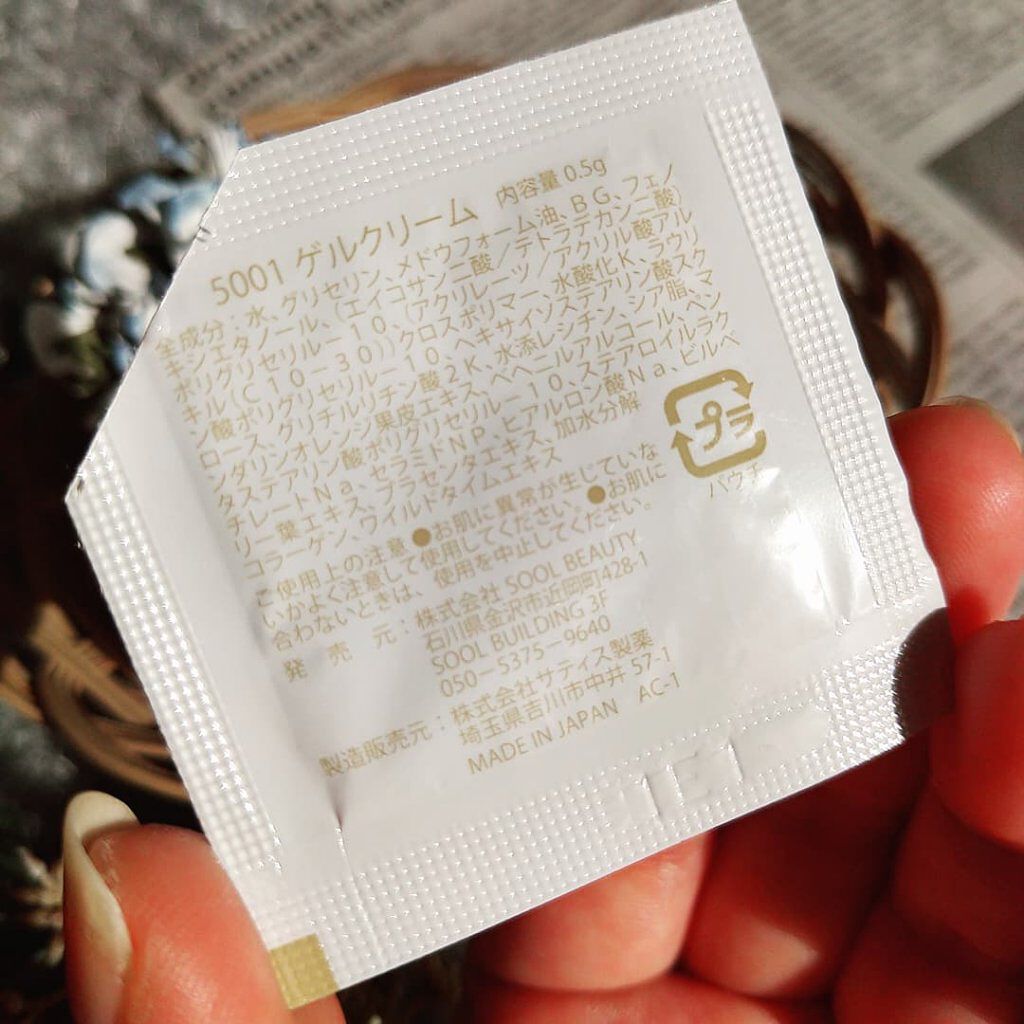 5001 ゲルクリーム 内容量 0.5g
全成分：水、グリセリン、メドウフォーム油、BG、フェノ
キシエタノール、(エイコサン二酸／テトラデカン二酸)
ポリグリセリルー10、(アクリレーツ／アクリル酸アル
キル(C10-30))クロスポリマー、水酸化K、ラウリ
ン酸ポリグリセリルー10、ヘキサイソステアリン酸スク
ロース、グリチルリチン酸2K、水添レシチン、シア脂、マ
ンダリンオレンジ果皮エキス、ベヘニルアルコール、ペン
タステアリン酸ポリグリセリルー10、ステアロイルラク
チレートNa、セラミドNP、ヒアルロン酸Na、ビルベ
リー葉エキス、プラセンタエキス、加水分解
コラーゲン、ワイルドタイムエキス
ご使用上の注意 ●お肌に異常が生じていな
いかよく注意して使用してください。●お肌に
合わないときは、使用を中止してください。
発売元：株式会社 SOOL BEAUTY
石川県金沢市近岡町428-1
SOOL BUILDING 3F
050-5375-9640
製造販売元：株式会社サティス製薬
埼玉県吉川市中井 57-1
MADE IN JAPAN AC-1
プラ
パウチ